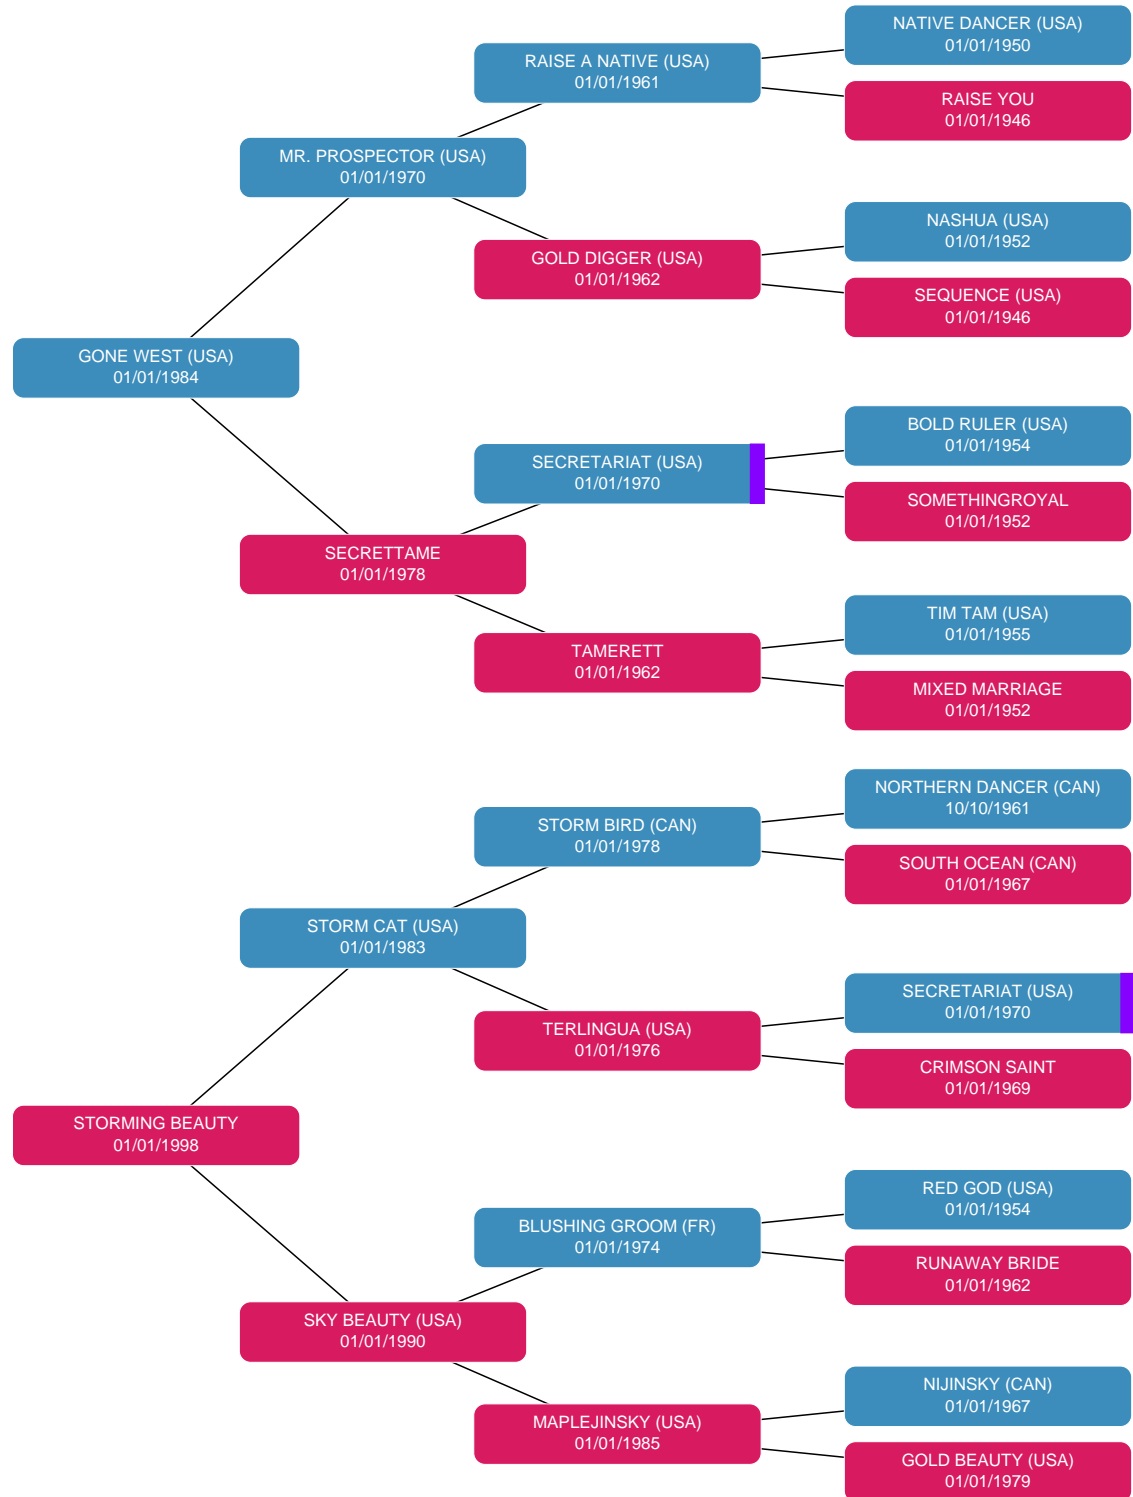 NATIVE DANCER (USA)
01/01/1950
RAISE A NATIVE (USA)
01/01/1961
RAISE YOU
01/01/1946
MR. PROSPECTOR (USA)
01/01/1970
NASHUA (USA)
01/01/1952
GOLD DIGGER (USA)
01/01/1962
SEQUENCE (USA)
01/01/1946
GONE WEST (USA)
01/01/1984
BOLD RULER (USA)
01/01/1954
SECRETARIAT (USA)
01/01/1970
SOMETHINGROYAL
01/01/1952
SECRETTAME
01/01/1978
TIM TAM (USA)
01/01/1955
TAMERETT
01/01/1962
MIXED MARRIAGE
01/01/1952
NORTHERN DANCER (CAN)
10/10/1961
STORM BIRD (CAN)
01/01/1978
SOUTH OCEAN (CAN)
01/01/1967
STORM CAT (USA)
01/01/1983
SECRETARIAT (USA)
01/01/1970
TERLINGUA (USA)
01/01/1976
CRIMSON SAINT
01/01/1969
STORMING BEAUTY
01/01/1998
RED GOD (USA)
01/01/1954
BLUSHING GROOM (FR)
01/01/1974
RUNAWAY BRIDE
01/01/1962
SKY BEAUTY (USA)
01/01/1990
NIJINSKY (CAN)
01/01/1967
MAPLEJINSKY (USA)
01/01/1985
GOLD BEAUTY (USA)
01/01/1979